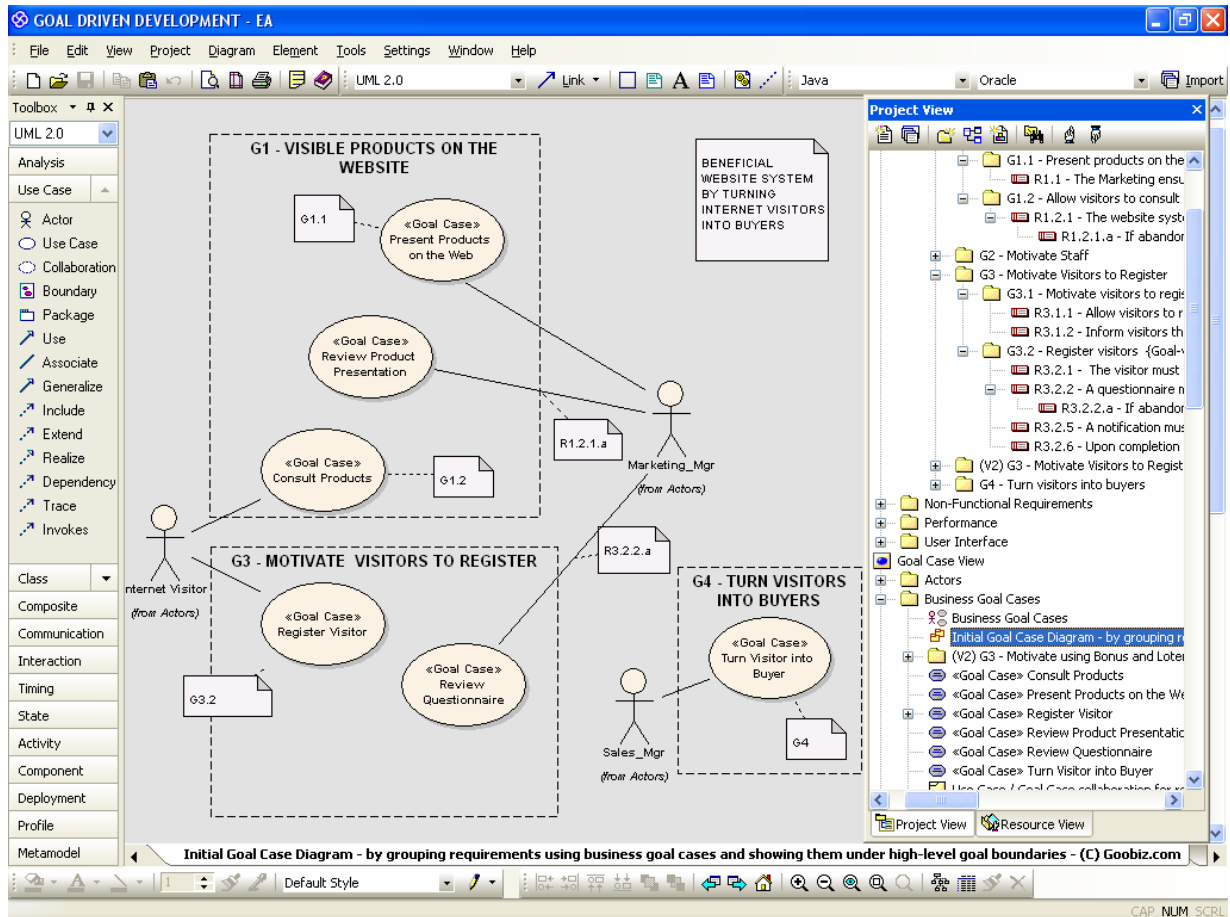 GOAL DRIVEN DEVELOPMENT - EA
File Edit View Project Diagram Element Tools Settings Window Help
UML 2.0 Link A Java Oracle Import
Toolbox
UML 2.0
Analysis
Use Case
Actor
Use Case
Collaboration
Boundary
Package
Use
Associate
Generalize
Include
Extend
Realize
Dependency
Trace
Invokes
Class
Composite
Communication
Interaction
Timing
State
Activity
Component
Deployment
Profile
Metamodel
G1 - VISIBLE PRODUCTS ON THE
WEBSITE
G1.1
«Goal Case»
Present Products
on the Web
«Goal Case»
Review Product
Presentation
R1.2.1.a
«Goal Case»
Consult Products
G1.2
BENEFICIAL
WEBSITE SYSTEM
BY TURNING
INTERNET VISITORS
INTO BUYERS
Marketing_Mgr
(from Actors)
nternet Visitor
(from Actors)
G3 - MOTIVATE VISITORS TO REGISTER
R3.2.2.a
«Goal Case»
Register Visitor
G3.2
«Goal Case»
Review
Questionnaire
G4 - TURN VISITORS
INTO BUYERS
«Goal Case»
Turn Visitor into
Buyer
G4
Sales_Mgr
(from Actors)
Project View
G1.1 - Present products on the
R1.1 - The Marketing ensu
G1.2 - Allow visitors to consult
R1.2.1 - The website syst
R1.2.1.a - If abandor
G2 - Motivate Staff
G3 - Motivate Visitors to Register
G3.1 - Motivate visitors to regis
R3.1.1 - Allow visitors to r
R3.1.2 - Inform visitors th
G3.2 - Register visitors -{Goal-v
R3.2.1 - The visitor must
R3.2.2 - A questionnaire n
R3.2.2.a - If abandor
R3.2.5 - A notification mus
R3.2.6 - Upon completion
(V2) G3 - Motivate Visitors to Regist
G4 - Turn visitors into buyers
Non-Functional Requirements
Performance
User Interface
Goal Case View
Actors
Business Goal Cases
Business Goal Cases
Initial Goal Case Diagram - by grouping re
(V2) G3 - Motivate using Bonus and Loter
«Goal Case» Consult Products
«Goal Case» Present Products on the We
«Goal Case» Register Visitor
«Goal Case» Review Product Presentatic
«Goal Case» Review Questionnaire
«Goal Case» Turn Visitor into Buyer
Use Case / Goal Case collaboration for re
Project View Resource View
Initial Goal Case Diagram - by grouping requirements using business goal cases and showing them under high-level goal boundaries - (C) Goobiz.com
A 1 Default Style
CAP NUM SCRL